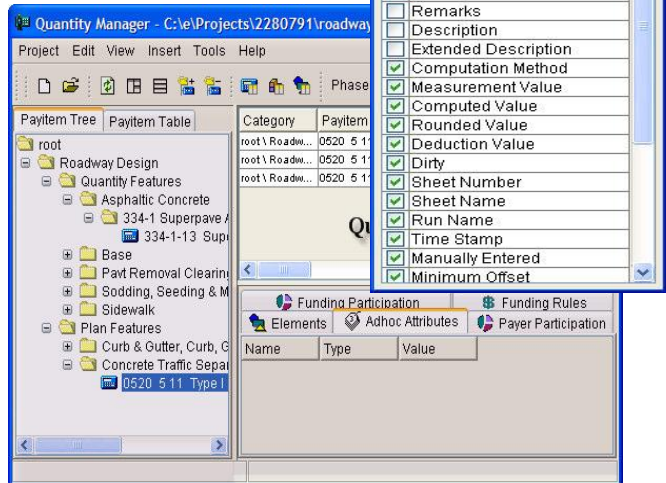 Quantity Manager - C:\e\Projects\2280791\roadway
Project Edit View Insert Tools Help
Phase
Payitem Tree Payitem Table
root
Roadway Design
Quantity Features
Asphaltic Concrete
334-1 Superpave
334-1-13 Supe
Base
Pavt Removal Clearing
Sodding, Seeding & M
Sidewalk
Plan Features
Curb & Gutter, Curb, C
Concrete Traffic Separ
0520 5 11 Type I
Category Payitem
root \ Roadw... 0520 5 11
root \ Roadw... 0520 5 11
root \ Roadw... 0520 5 11
Qu
Funding Participation Funding Rules
Elements Adhoc Attributes Payer Participation
Name Type Value
Remarks
Description
Extended Description
Computation Method
Measurement Value
Computed Value
Rounded Value
Deduction Value
Dirty
Sheet Number
Sheet Name
Run Name
Time Stamp
Manually Entered
Minimum Offset